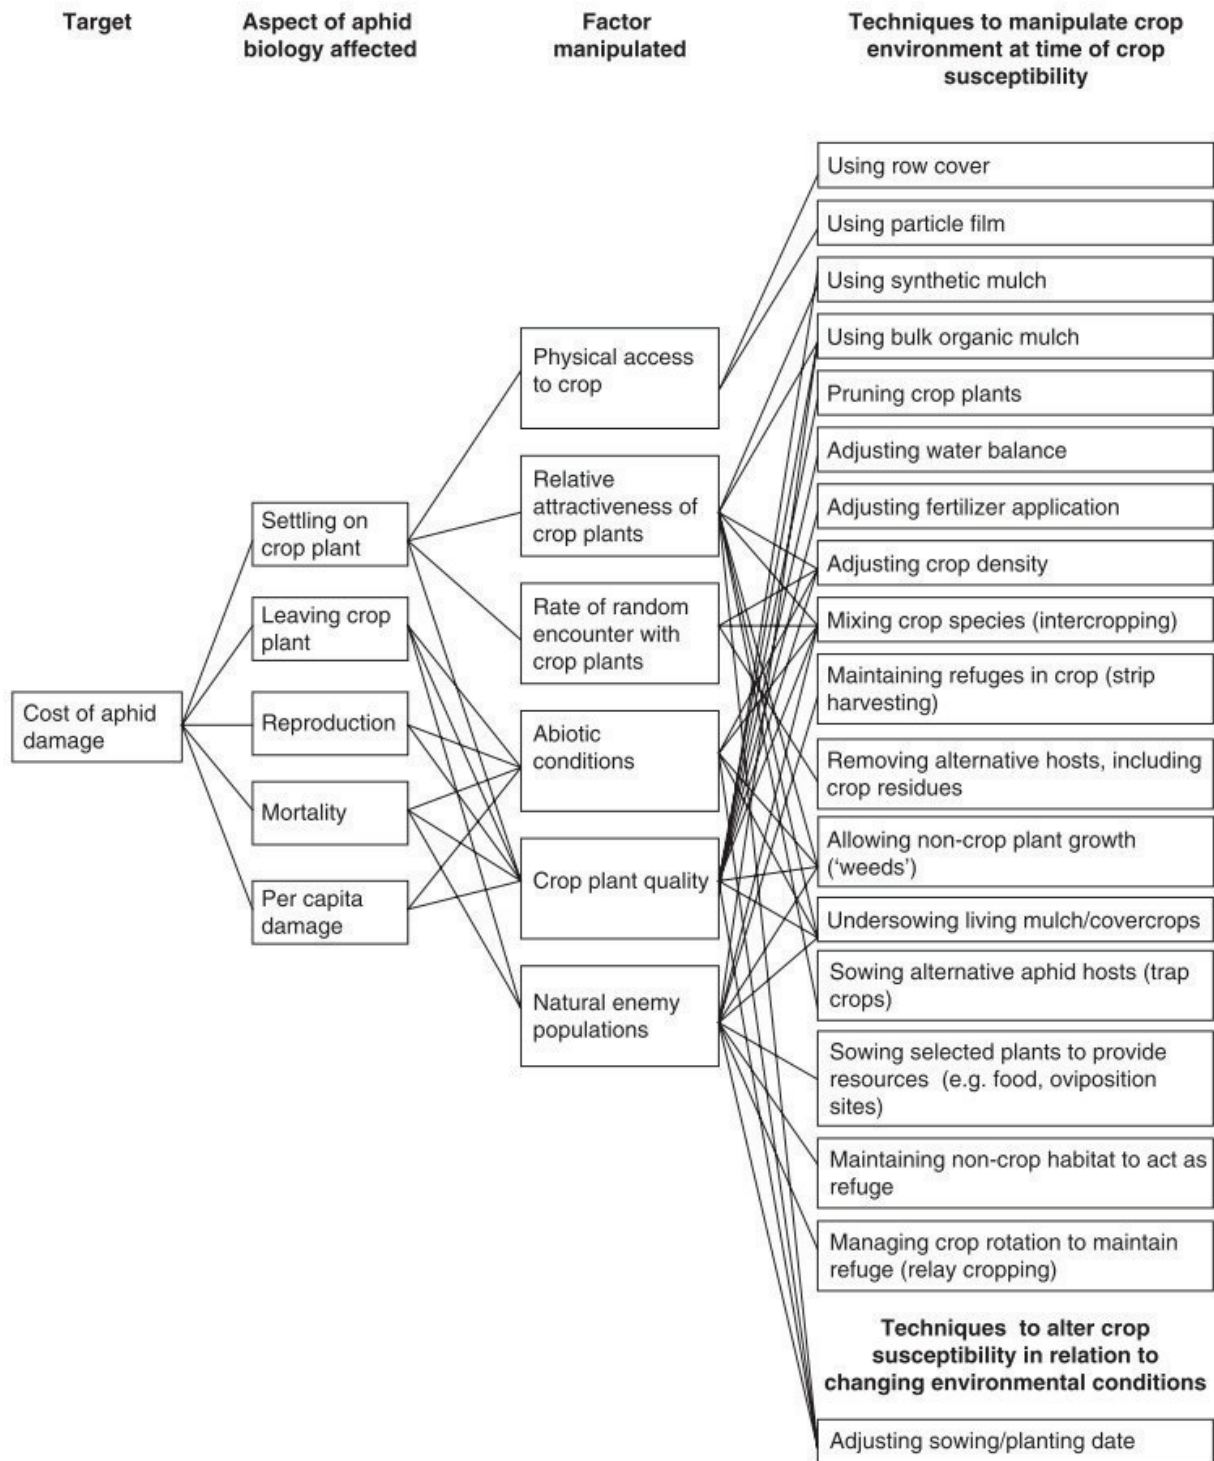 Target
Aspect of aphid
biology affected
Factor
manipulated
Techniques to manipulate crop
environment at time of crop
susceptibility
Cost of aphid
damage
Settling on
crop plant
Leaving crop
plant
Reproduction
Mortality
Per capita
damage
Physical access
to crop
Relative
attractiveness of
crop plants
Rate of random
encounter with
crop plants
Abiotic
conditions
Crop plant quality
Natural enemy
populations
Using row cover
Using particle film
Using synthetic mulch
Using bulk organic mulch
Pruning crop plants
Adjusting water balance
Adjusting fertilizer application
Adjusting crop density
Mixing crop species (intercropping)
Maintaining refuges in crop (strip
harvesting)
Removing alternative hosts, including
crop residues
Allowing non-crop plant growth
(‘weeds’)
Undersowing living mulch/covercrops
Sowing alternative aphid hosts (trap
crops)
Sowing selected plants to provide
resources (e.g. food, oviposition
sites)
Maintaining non-crop habitat to act as
refuge
Managing crop rotation to maintain
refuge (relay cropping)
Techniques to alter crop
susceptibility in relation to
changing environmental conditions
Adjusting sowing/planting date